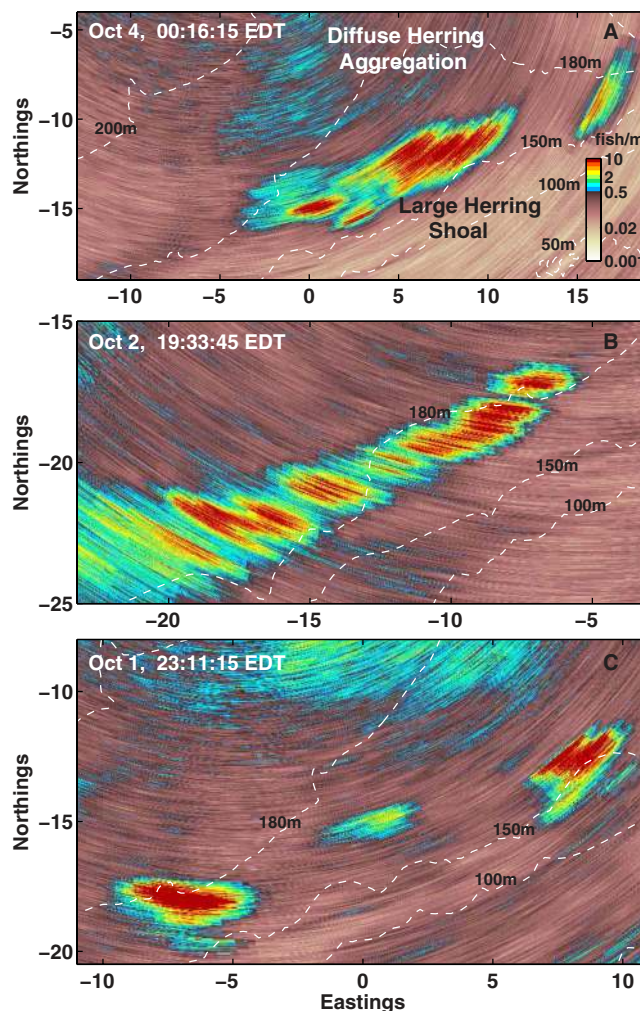 Oct 4, 00:16:15 EDT
Diffuse Herring
Aggregation
A
180m
200m
150m
fish/m
10
2
0.5
0.02
0.00
100m
50m
Large Herring
Shoal
Northings
−5
−10
−15
−10
−5
0
5
10
15
Oct 2, 19:33:45 EDT
B
180m
150m
100m
Northings
−15
−20
−25
−20
−15
−10
−5
Oct 1, 23:11:15 EDT
C
180m
150m
100m
Northings
−10
−15
−20
−10
−5
0
5
10
Eastings